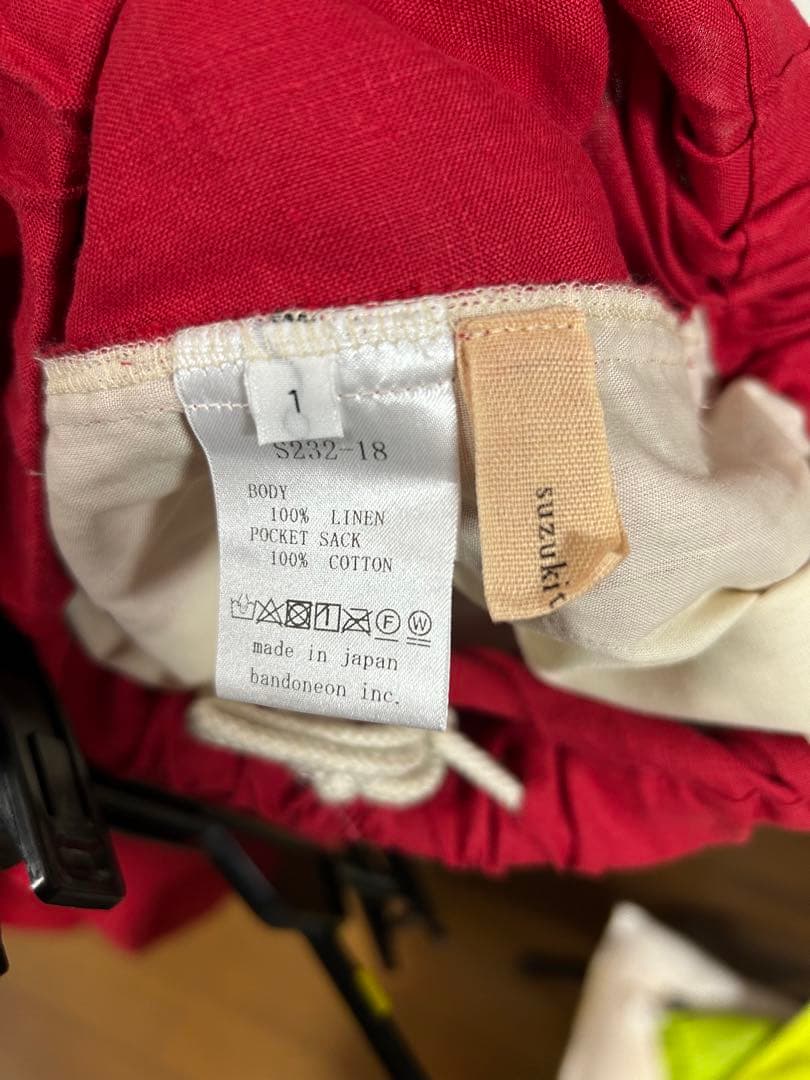 1
S232-18
BODY
100% LINEN
POCKET SACK
100% COTTON
F W
made in japan
bandoneon inc.
suzuki